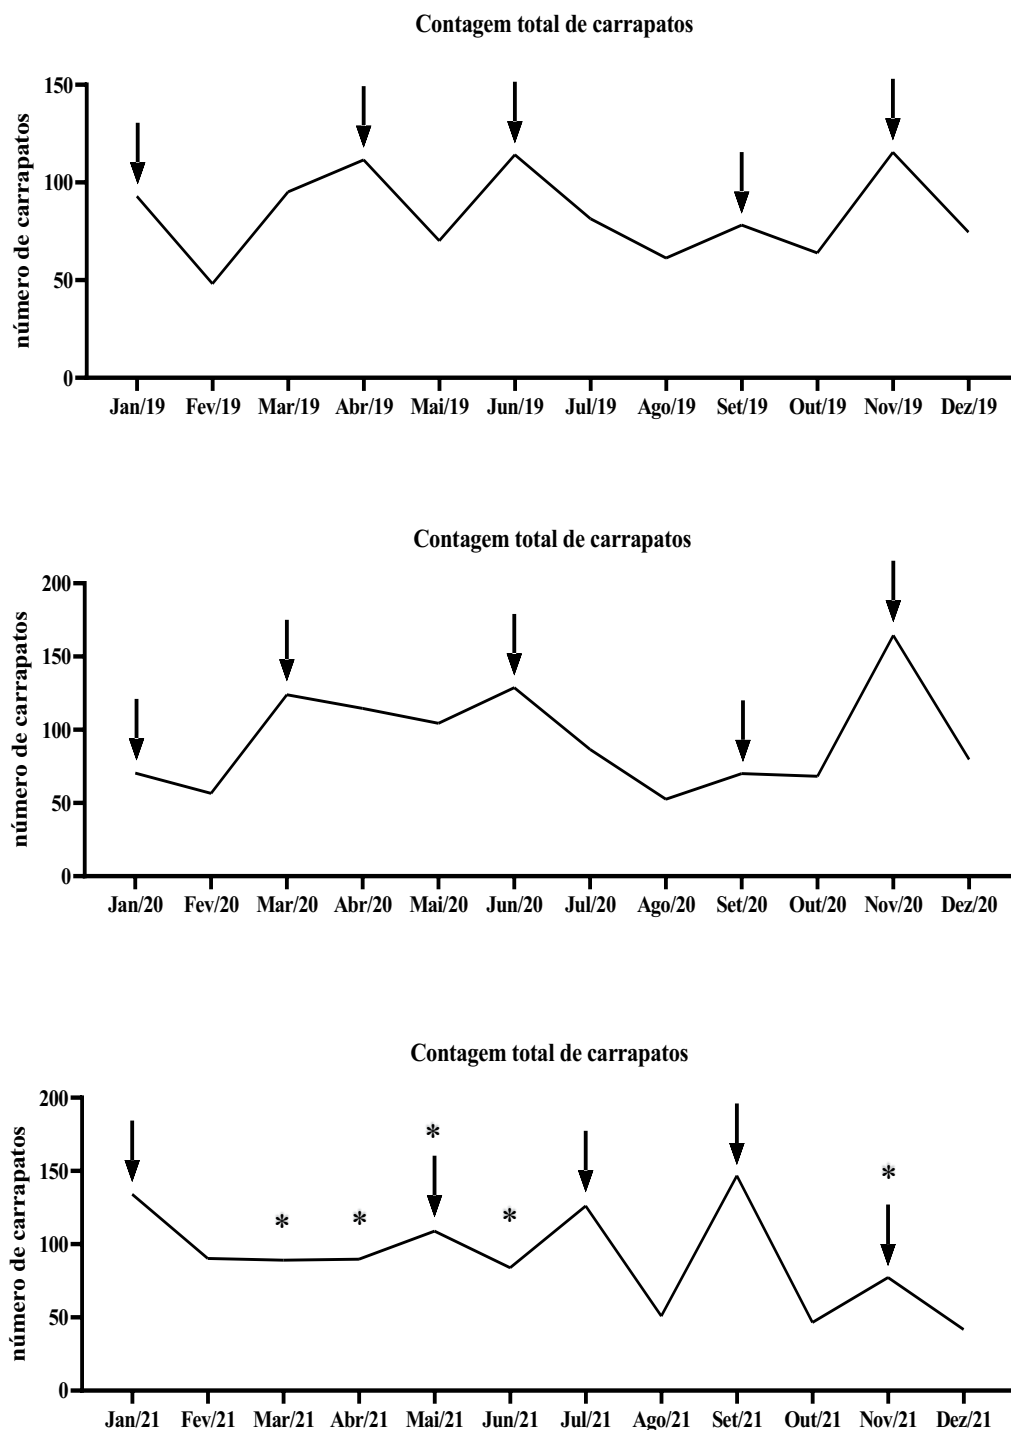 Contagem total de carrapatos
número de carrapatos
150
100
50
0
Jan/19 Fev/19 Mar/19 Abr/19 Mai/19 Jun/19 Jul/19 Ago/19 Set/19 Out/19 Nov/19 Dez/19
Contagem total de carrapatos
número de carrapatos
200
150
100
50
0
Jan/20 Fev/20 Mar/20 Abr/20 Mai/20 Jun/20 Jul/20 Ago/20 Set/20 Out/20 Nov/20 Dez/20
Contagem total de carrapatos
número de carrapatos
200
150
100
50
0
* * * * *
Jan/21 Fev/21 Mar/21 Abr/21 Mai/21 Jun/21 Jul/21 Ago/21 Set/21 Out/21 Nov/21 Dez/21